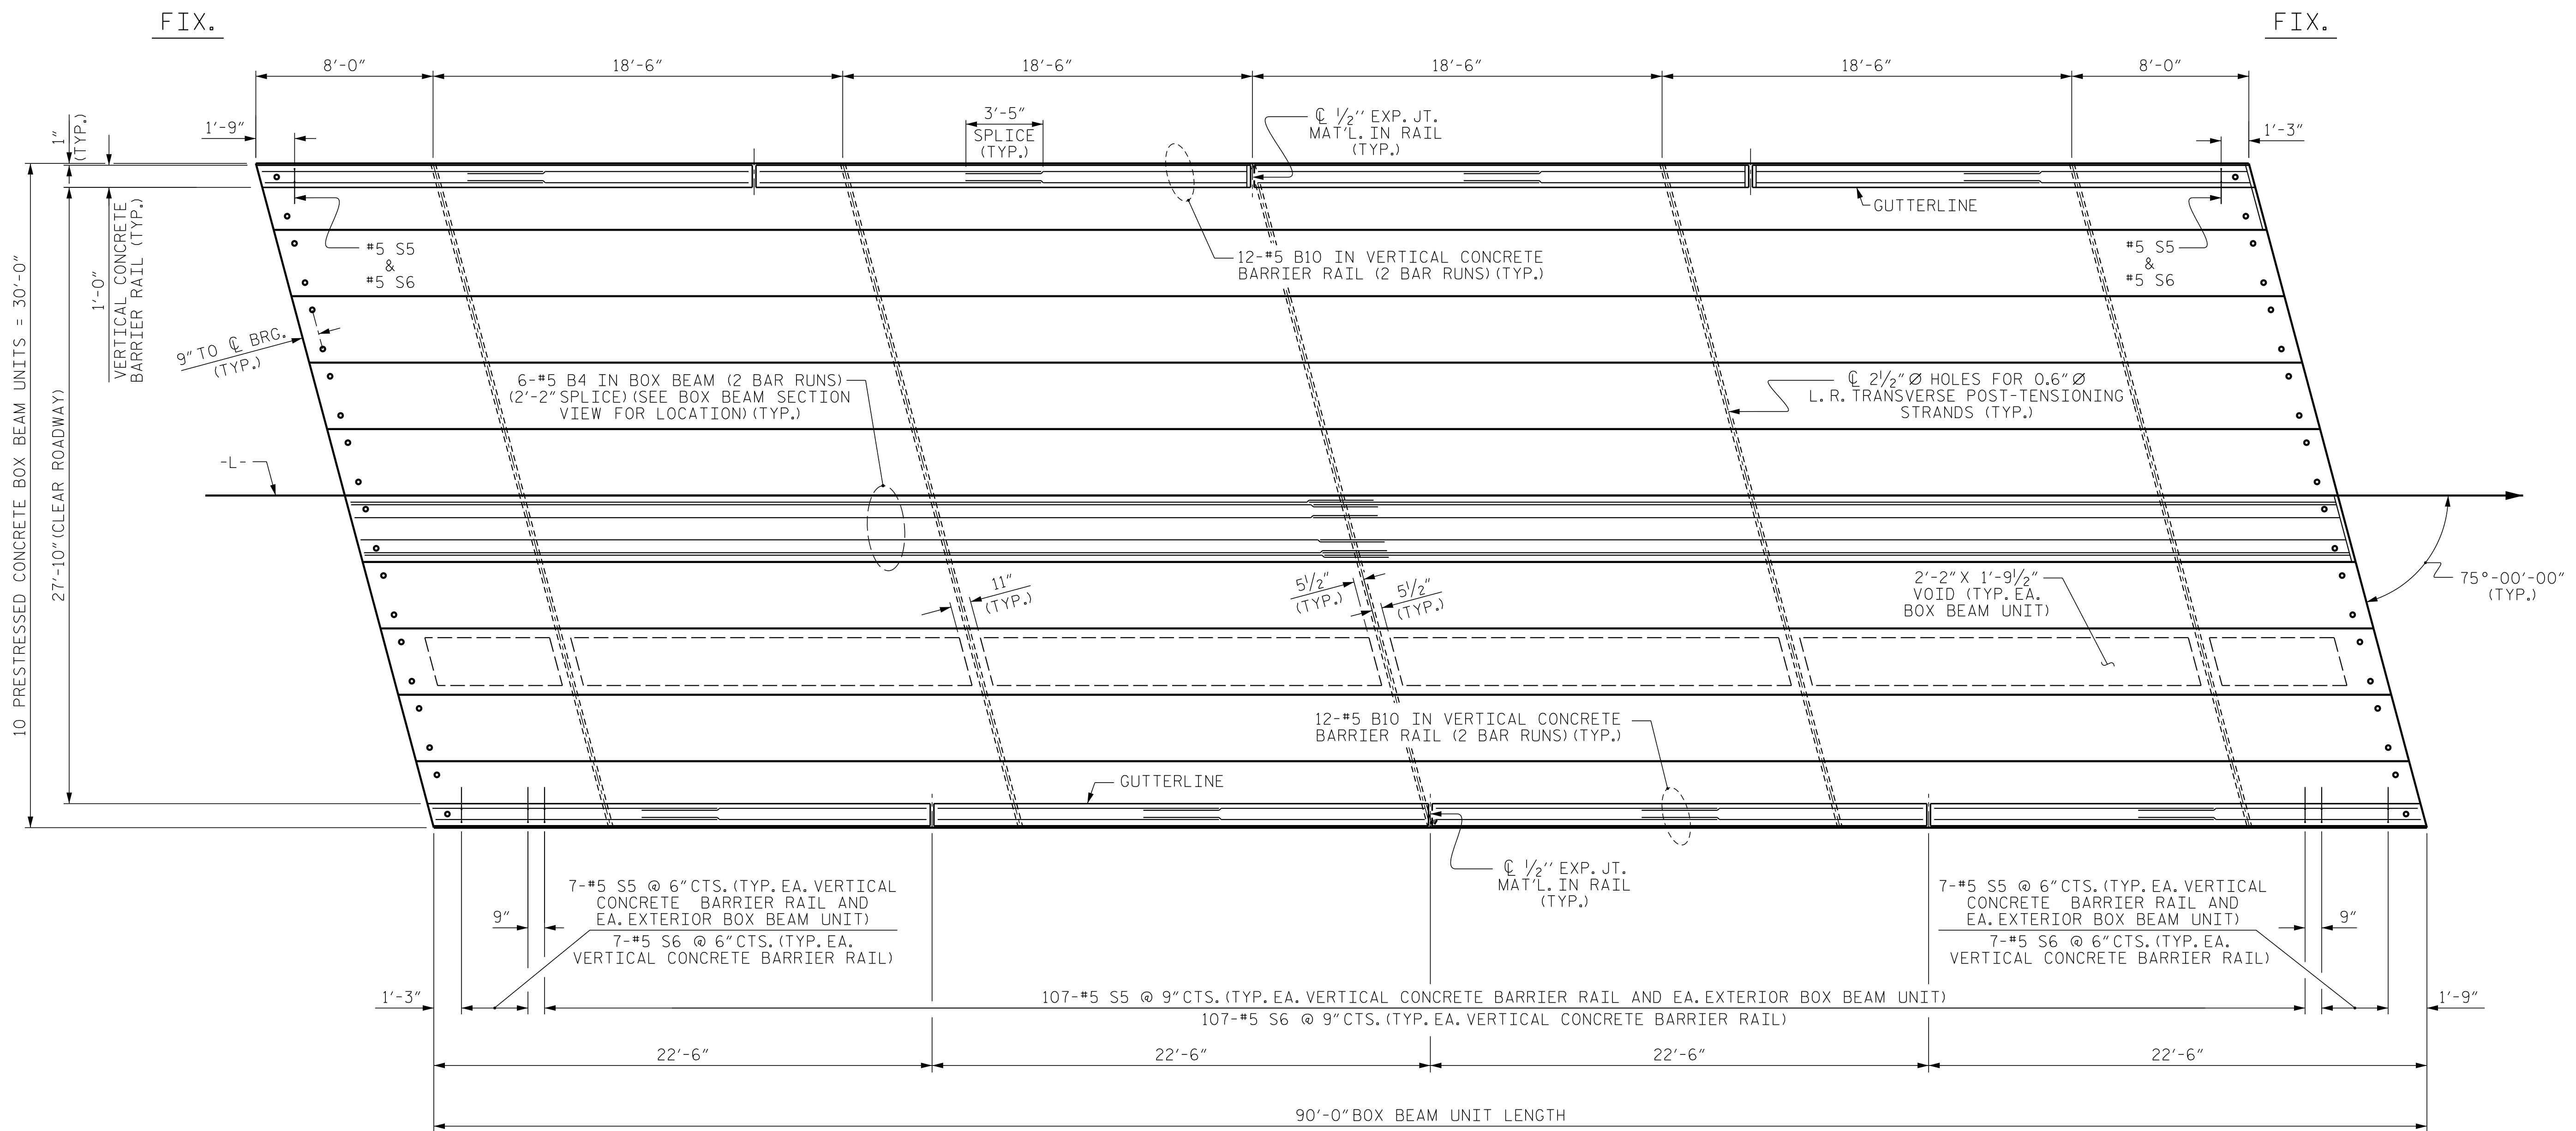 FIX.
FIX.
8'-0"
18'-6"
18'-6"
18'-6"
18'-6"
8'-0"
1"
(TYP.)
1'-9"
3'-5"
SPLICE
(TYP.)
℄ 1/2'' EXP. JT.
MAT'L. IN RAIL
(TYP.)
1'-3"
GUTTERLINE
1'-0"
VERTICAL CONCRETE
BARRIER RAIL (TYP.)
#5 S5
&
#5 S6
12-#5 B10 IN VERTICAL CONCRETE
BARRIER RAIL (2 BAR RUNS) (TYP.)
#5 S5
&
#5 S6
10 PRESTRESSED CONCRETE BOX BEAM UNITS = 30'-0"
27'-10" (CLEAR ROADWAY)
9" TO ℄ BRG.
(TYP.)
6-#5 B4 IN BOX BEAM (2 BAR RUNS)
(2'-2" SPLICE) (SEE BOX BEAM SECTION
VIEW FOR LOCATION) (TYP.)
℄ 2 1/2" Ø HOLES FOR 0.6" Ø
L. R. TRANSVERSE POST-TENSIONING
STRANDS (TYP.)
-L-
11"
(TYP.)
5 1/2"
(TYP.)
5 1/2"
(TYP.)
2'-2" X 1'-9 1/2"
VOID (TYP. EA.
BOX BEAM UNIT)
75°-00'-00"
(TYP.)
12-#5 B10 IN VERTICAL CONCRETE
BARRIER RAIL (2 BAR RUNS) (TYP.)
GUTTERLINE
℄ 1/2'' EXP. JT.
MAT'L. IN RAIL
(TYP.)
7-#5 S5 @ 6" CTS. (TYP. EA. VERTICAL
CONCRETE BARRIER RAIL AND
EA. EXTERIOR BOX BEAM UNIT)
7-#5 S6 @ 6" CTS. (TYP. EA.
VERTICAL CONCRETE BARRIER RAIL)
9"
7-#5 S5 @ 6" CTS. (TYP. EA. VERTICAL
CONCRETE BARRIER RAIL AND
EA. EXTERIOR BOX BEAM UNIT)
7-#5 S6 @ 6" CTS. (TYP. EA.
VERTICAL CONCRETE BARRIER RAIL)
9"
1'-3"
107-#5 S5 @ 9" CTS. (TYP. EA. VERTICAL CONCRETE BARRIER RAIL AND EA. EXTERIOR BOX BEAM UNIT)
107-#5 S6 @ 9" CTS. (TYP. EA. VERTICAL CONCRETE BARRIER RAIL)
1'-9"
22'-6"
22'-6"
22'-6"
22'-6"
90'-0" BOX BEAM UNIT LENGTH